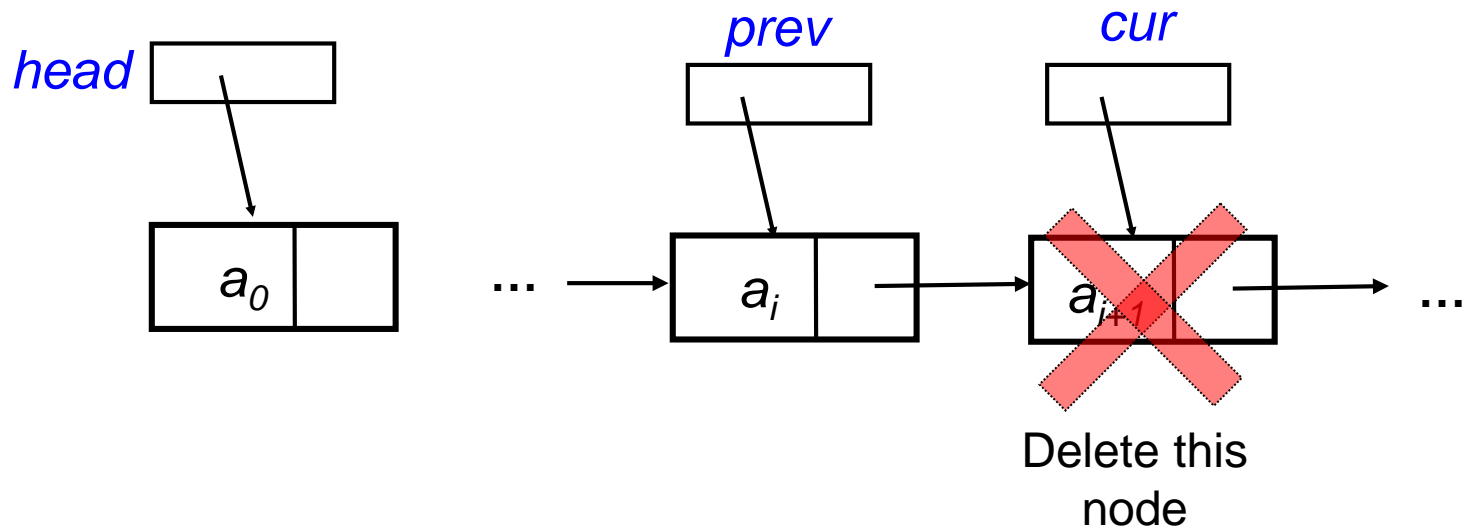 head
prev
cur
a₀
...
aᵢ
aᵢ₊₁
...
Delete this
node